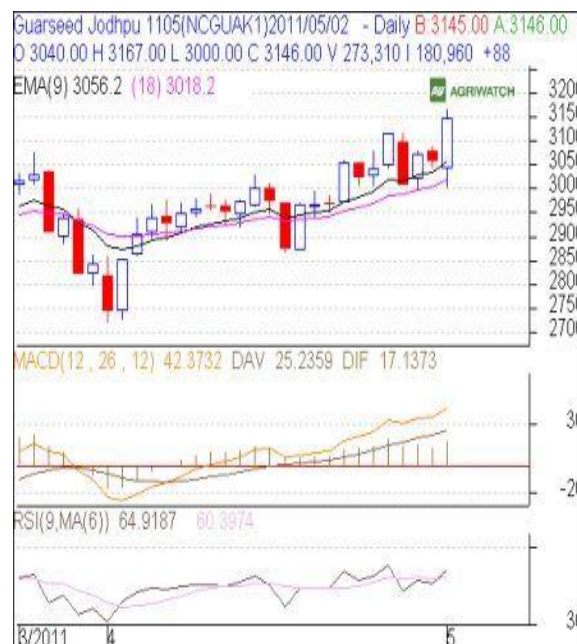 Guarseed Jodhpu 1105(NCGUAK1)2011/05/02 - Daily B:3145.00 A:3146.00
O 3040.00 H 3167.00 L 3000.00 C 3146.00 V 273,310 I 180,960 +88
EMA(9) 3056.2 (18) 3018.2
AW AGRIWATCH
3200
3150
3100
3050
3000
2950
2900
2850
2800
2750
2700
MACD(12 , 26 , 12) 42.3732 DAV 25.2359 DIF 17.1373
30
-20
RSI(9,MA(6)) 64.9187 60.3974
30
3/2011 4 5